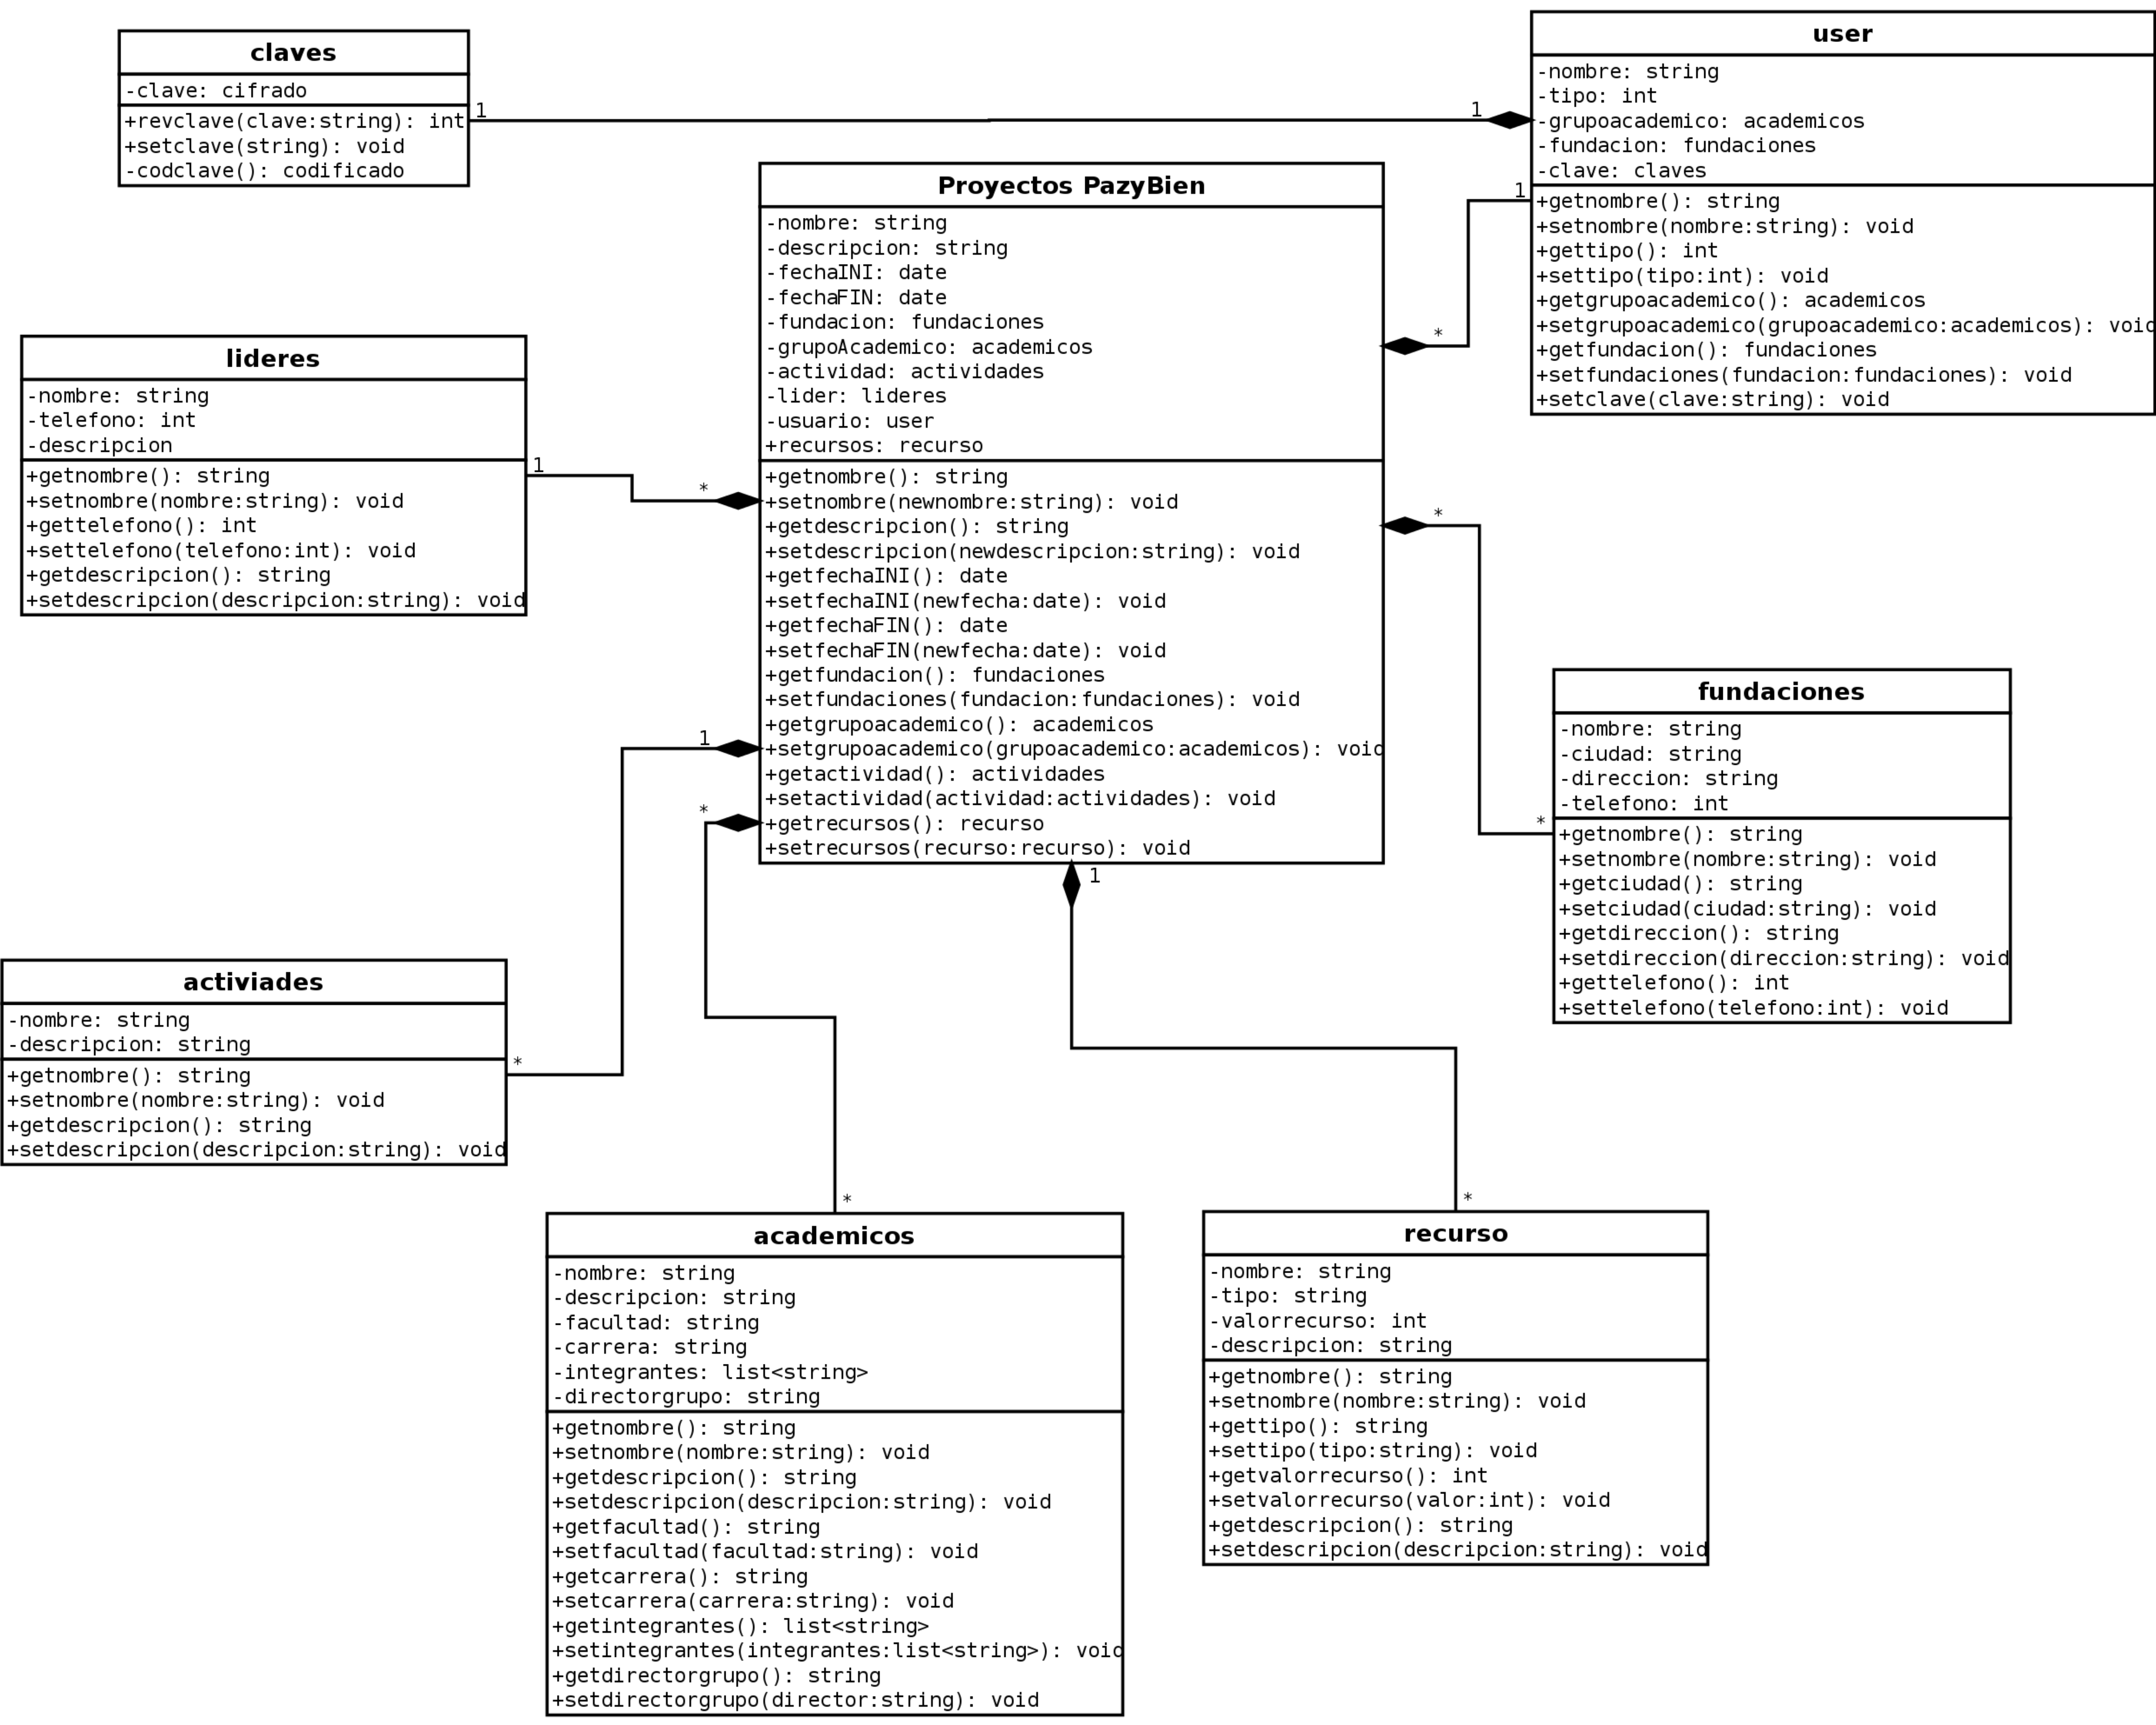 claves
-clave: cifrado
+revclave(clave:string): int
+setclave(string): void
-codclave(): codificado
1
1
user
-nombre: string
-tipo: int
-grupoacademico: academicos
-fundacion: fundaciones
-clave: claves
+getnombre(): string
+setnombre(nombre:string): void
+gettipo(): int
+settipo(tipo:int): void
+getgrupoacademico(): academicos
+setgrupoacademico(grupoacademico:academicos): void
+getfundacion(): fundaciones
+setfundaciones(fundacion:fundaciones): void
+setclave(clave:string): void
1
*
Proyectos PazyBien
-nombre: string
-descripcion: string
-fechaINI: date
-fechaFIN: date
-fundacion: fundaciones
-grupoAcademico: academicos
-actividad: actividades
-lider: lideres
-usuario: user
+recursos: recurso
+getnombre(): string
+setnombre(newnombre:string): void
+getdescripcion(): string
+setdescripcion(newdescripcion:string): void
+getfechaINI(): date
+setfechaINI(newfecha:date): void
+getfechaFIN(): date
+setfechaFIN(newfecha:date): void
+getfundacion(): fundaciones
+setfundaciones(fundacion:fundaciones): void
+getgrupoacademico(): academicos
+setgrupoacademico(grupoacademico:academicos): void
+getactividad(): actividades
+setactividad(actividad:actividades): void
+getrecursos(): recurso
+setrecursos(recurso:recurso): void
lideres
-nombre: string
-telefono: int
-descripcion
+getnombre(): string
+setnombre(nombre:string): void
+gettelefono(): int
+settelefono(telefono:int): void
+getdescripcion(): string
+setdescripcion(descripcion:string): void
1
*
*
*
fundaciones
-nombre: string
-ciudad: string
-direccion: string
-telefono: int
+getnombre(): string
+setnombre(nombre:string): void
+getciudad(): string
+setciudad(ciudad:string): void
+getdireccion(): string
+setdireccion(direccion:string): void
+gettelefono(): int
+settelefono(telefono:int): void
1
*
activiades
-nombre: string
-descripcion: string
+getnombre(): string
+setnombre(nombre:string): void
+getdescripcion(): string
+setdescripcion(descripcion:string): void
*
*
academicos
-nombre: string
-descripcion: string
-facultad: string
-carrera: string
-integrantes: list<string>
-directorgrupo: string
+getnombre(): string
+setnombre(nombre:string): void
+getdescripcion(): string
+setdescripcion(descripcion:string): void
+getfacultad(): string
+setfacultad(facultad:string): void
+getcarrera(): string
+setcarrera(carrera:string): void
+getintegrantes(): list<string>
+setintegrantes(integrantes:list<string>): void
+getdirectorgrupo(): string
+setdirectorgrupo(director:string): void
1
*
recurso
-nombre: string
-tipo: string
-valorrecurso: int
-descripcion: string
+getnombre(): string
+setnombre(nombre:string): void
+gettipo(): string
+settipo(tipo:string): void
+getvalorrecurso(): int
+setvalorrecurso(valor:int): void
+getdescripcion(): string
+setdescripcion(descripcion:string): void